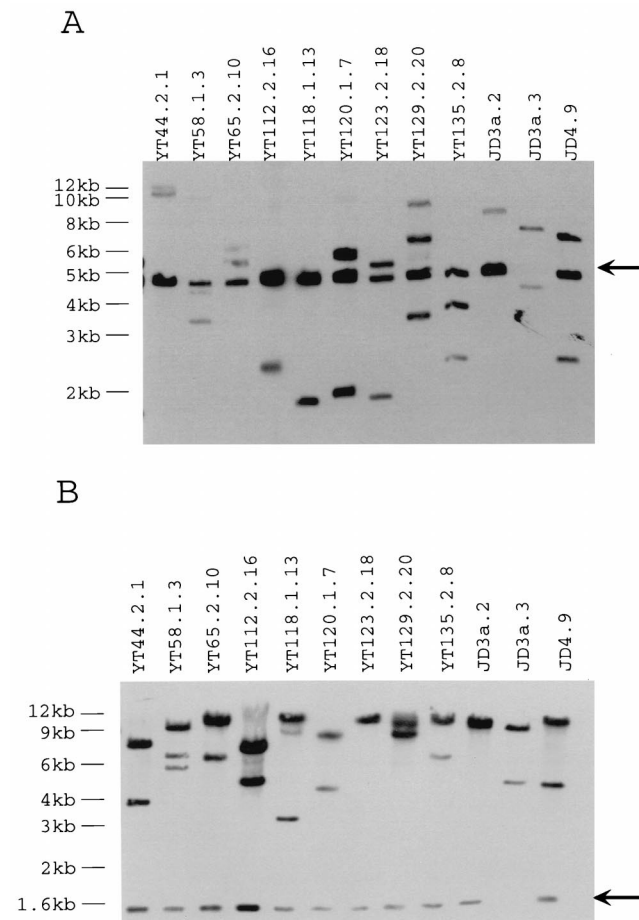 A
YT44.2.1
YT58.1.3
YT65.2.10
YT112.2.16
YT118.1.13
YT120.1.7
YT123.2.18
YT129.2.20
YT135.2.8
JD3a.2
JD3a.3
JD4.9
12kb
10kb
8kb
6kb
5kb
4kb
3kb
2kb
B
YT44.2.1
YT58.1.3
YT65.2.10
YT112.2.16
YT118.1.13
YT120.1.7
YT123.2.18
YT129.2.20
YT135.2.8
JD3a.2
JD3a.3
JD4.9
12kb
9kb
6kb
4kb
3kb
2kb
1.6kb